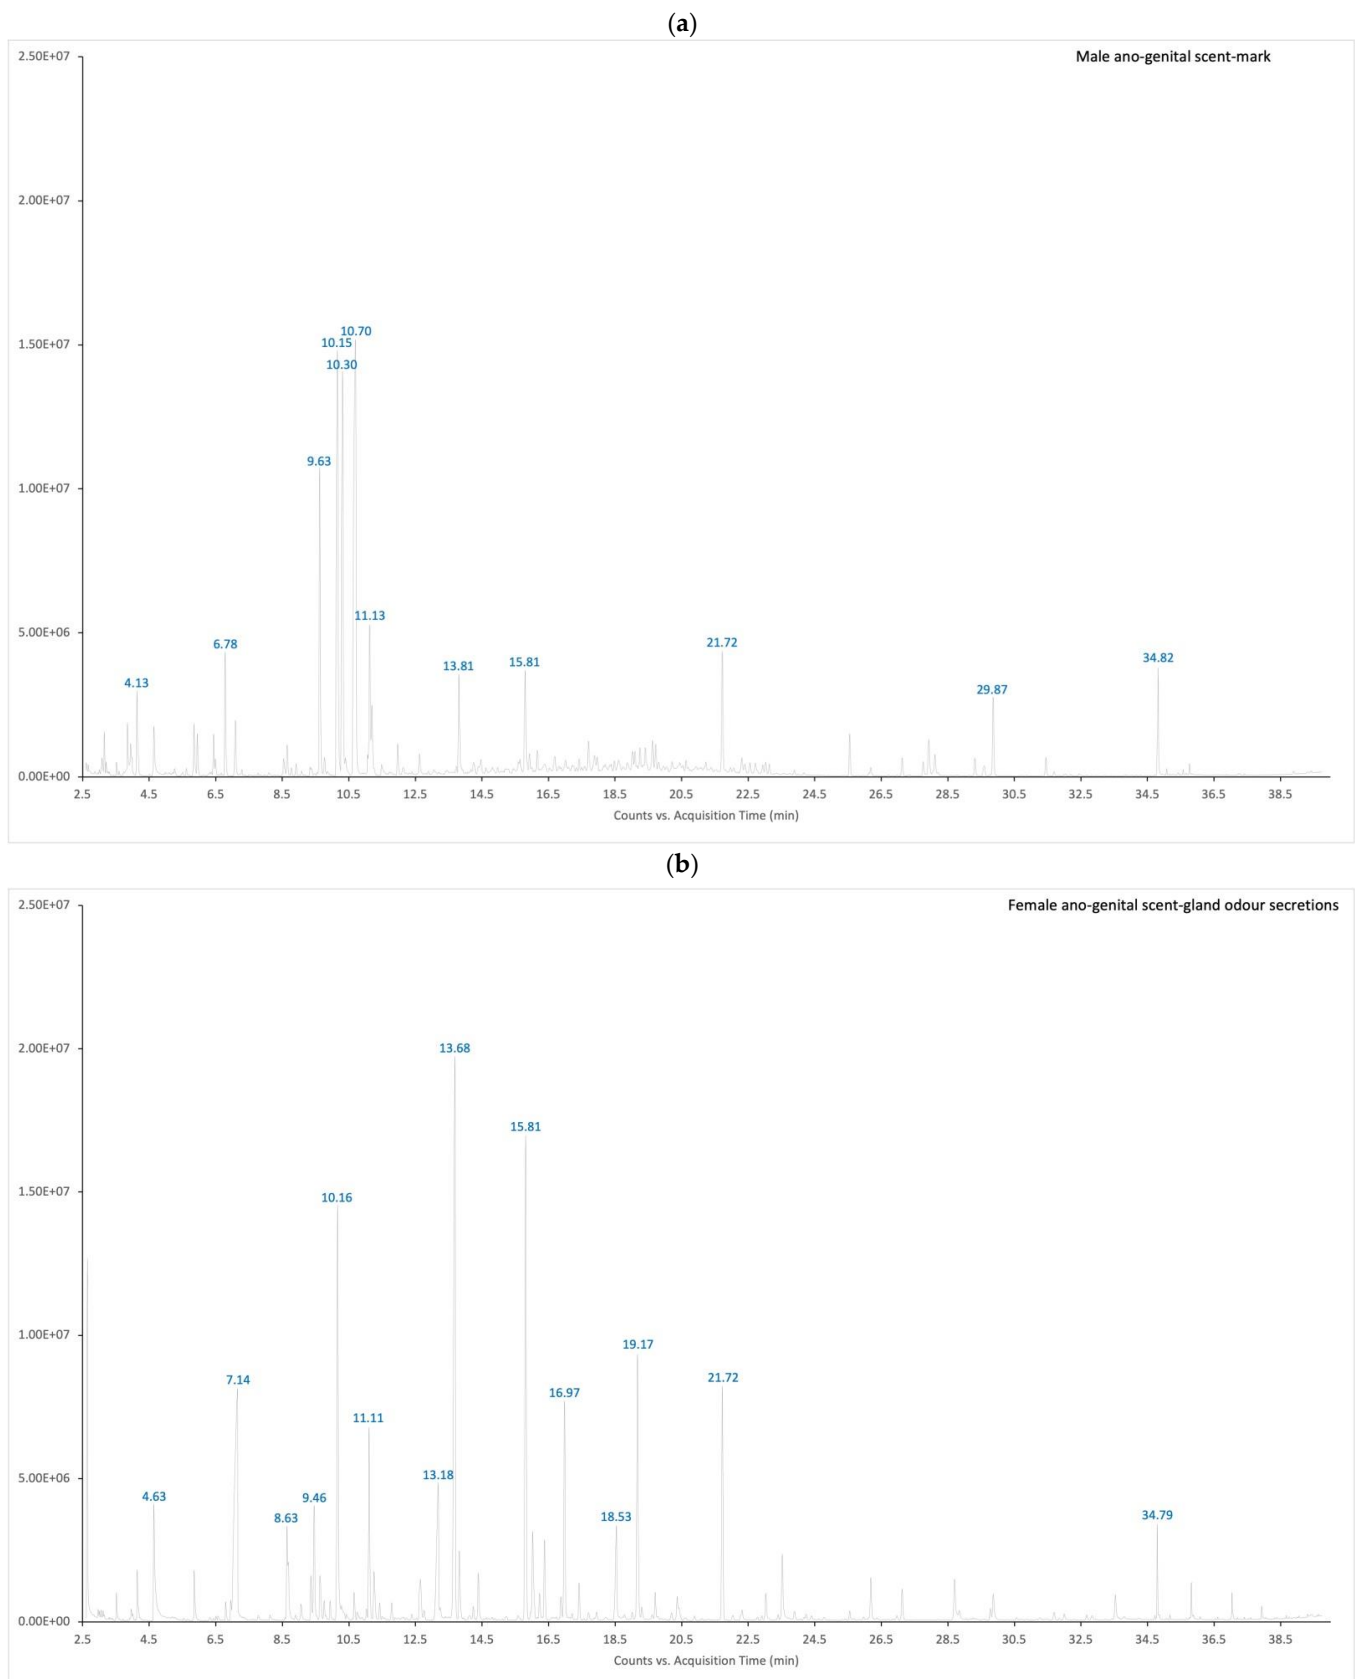 (a)
Male ano-genital scent-mark
2.50E+07
2.00E+07
1.50E+07
1.00E+07
5.00E+06
0.00E+00
10.70
10.15
10.30
9.63
11.13
6.78
21.72
34.82
15.81
13.81
29.87
4.13
2.5 4.5 6.5 8.5 10.5 12.5 14.5 16.5 18.5 20.5 22.5 24.5 26.5 28.5 30.5 32.5 34.5 36.5 38.5
Counts vs. Acquisition Time (min)
(b)
Female ano-genital scent-gland odour secretions
2.50E+07
2.00E+07
1.50E+07
1.00E+07
5.00E+06
0.00E+00
13.68
15.81
10.16
19.17
21.72
7.14
16.97
11.11
13.18
4.63
9.46
34.79
18.53
8.63
2.5 4.5 6.5 8.5 10.5 12.5 14.5 16.5 18.5 20.5 22.5 24.5 26.5 28.5 30.5 32.5 34.5 36.5 38.5
Counts vs. Acquisition Time (min)